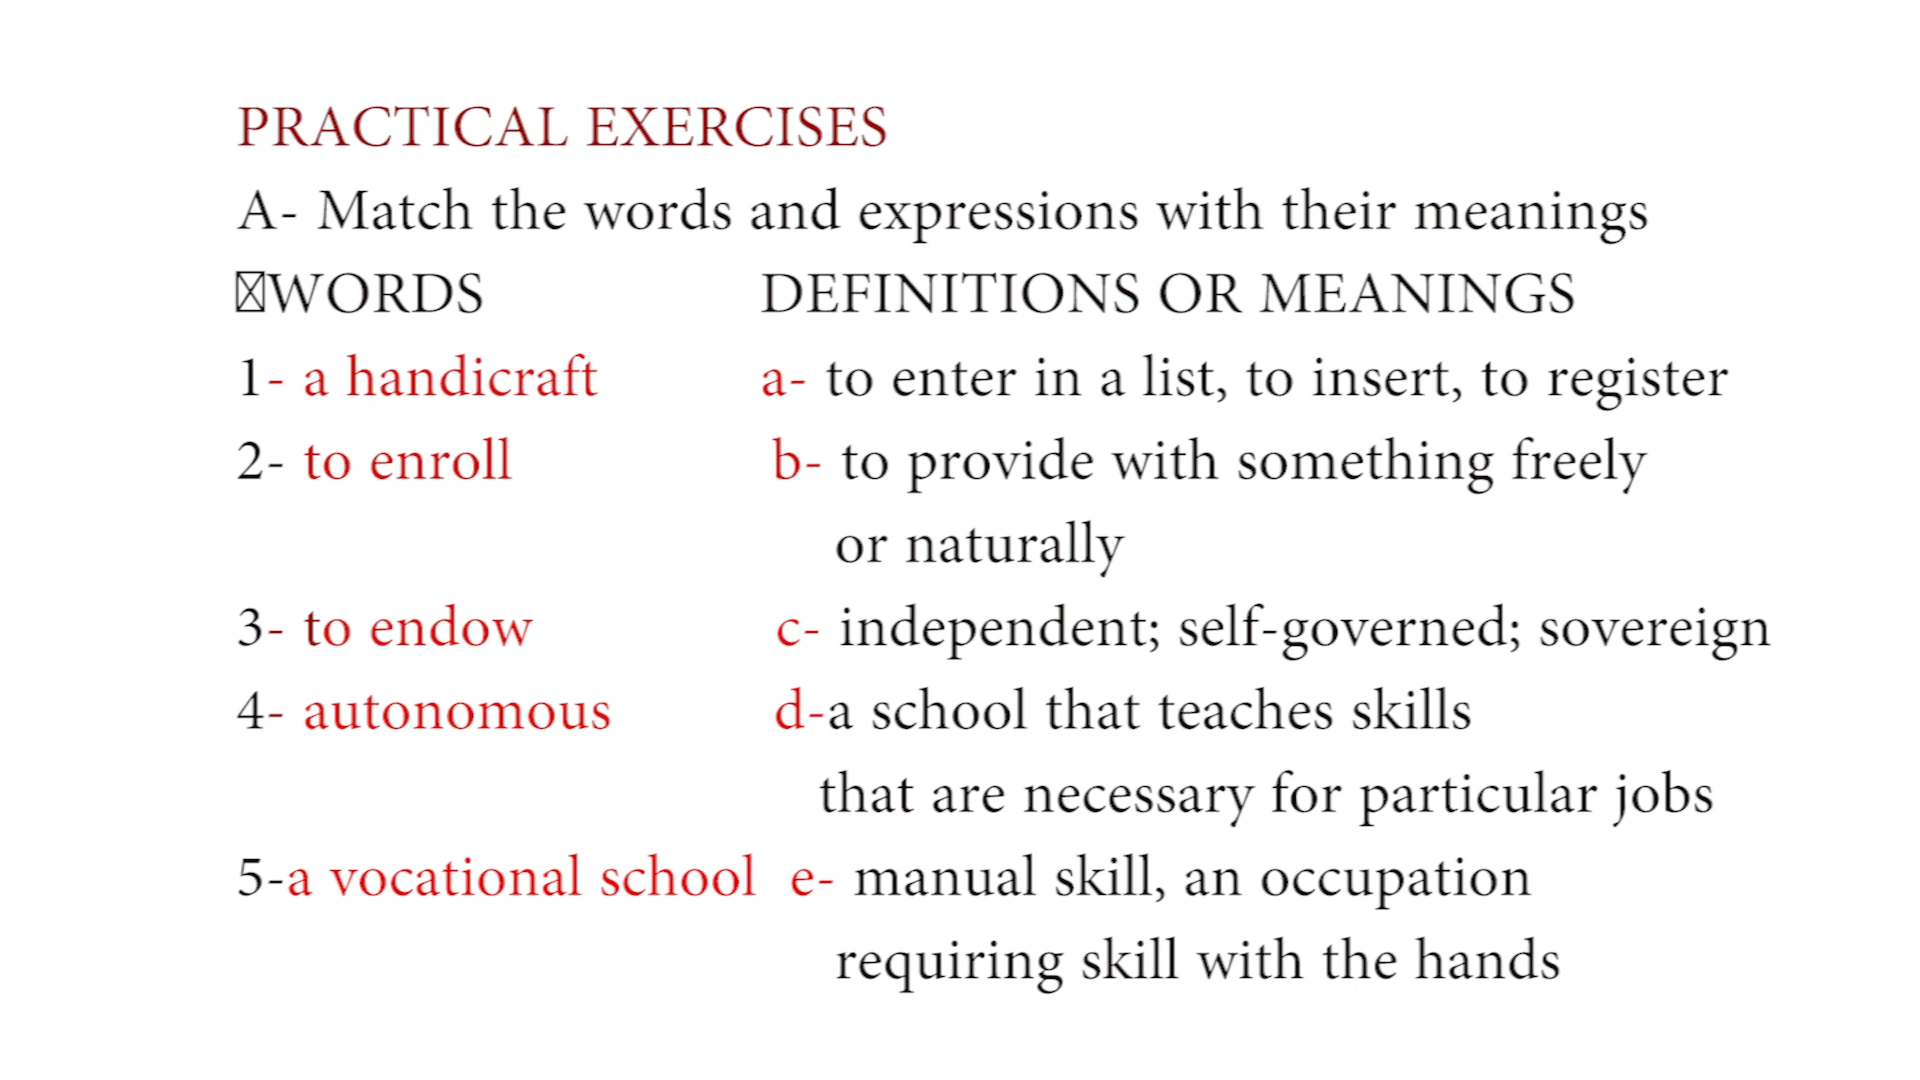 PRACTICAL EXERCISES
A- Match the words and expressions with their meanings
WORDS DEFINITIONS OR MEANINGS
1- a handicraft a- to enter in a list, to insert, to register
2- to enroll b- to provide with something freely
or naturally
3- to endow c- independent; self-governed; sovereign
4- autonomous d-a school that teaches skills
that are necessary for particular jobs
5-a vocational school e- manual skill, an occupation
requiring skill with the hands